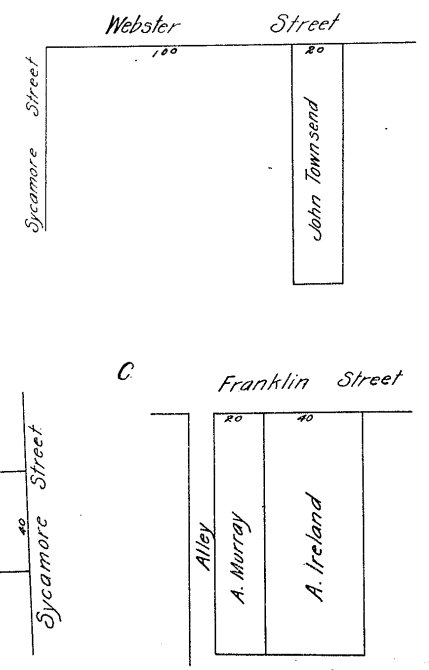 Webster Street
100
20
Sycamore Street
John Townsend
C.
Franklin Street
20
40
Sycamore Street
40
Alley
A. Murray
A. Ireland